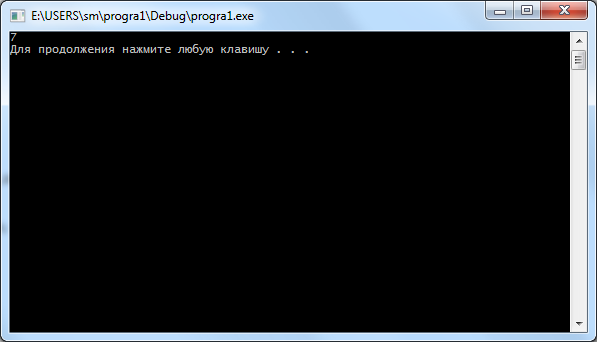 E:\USERS\sm\progra1\Debug\progra1.exe
7
Для продолжения нажмите любую клавишу . . .